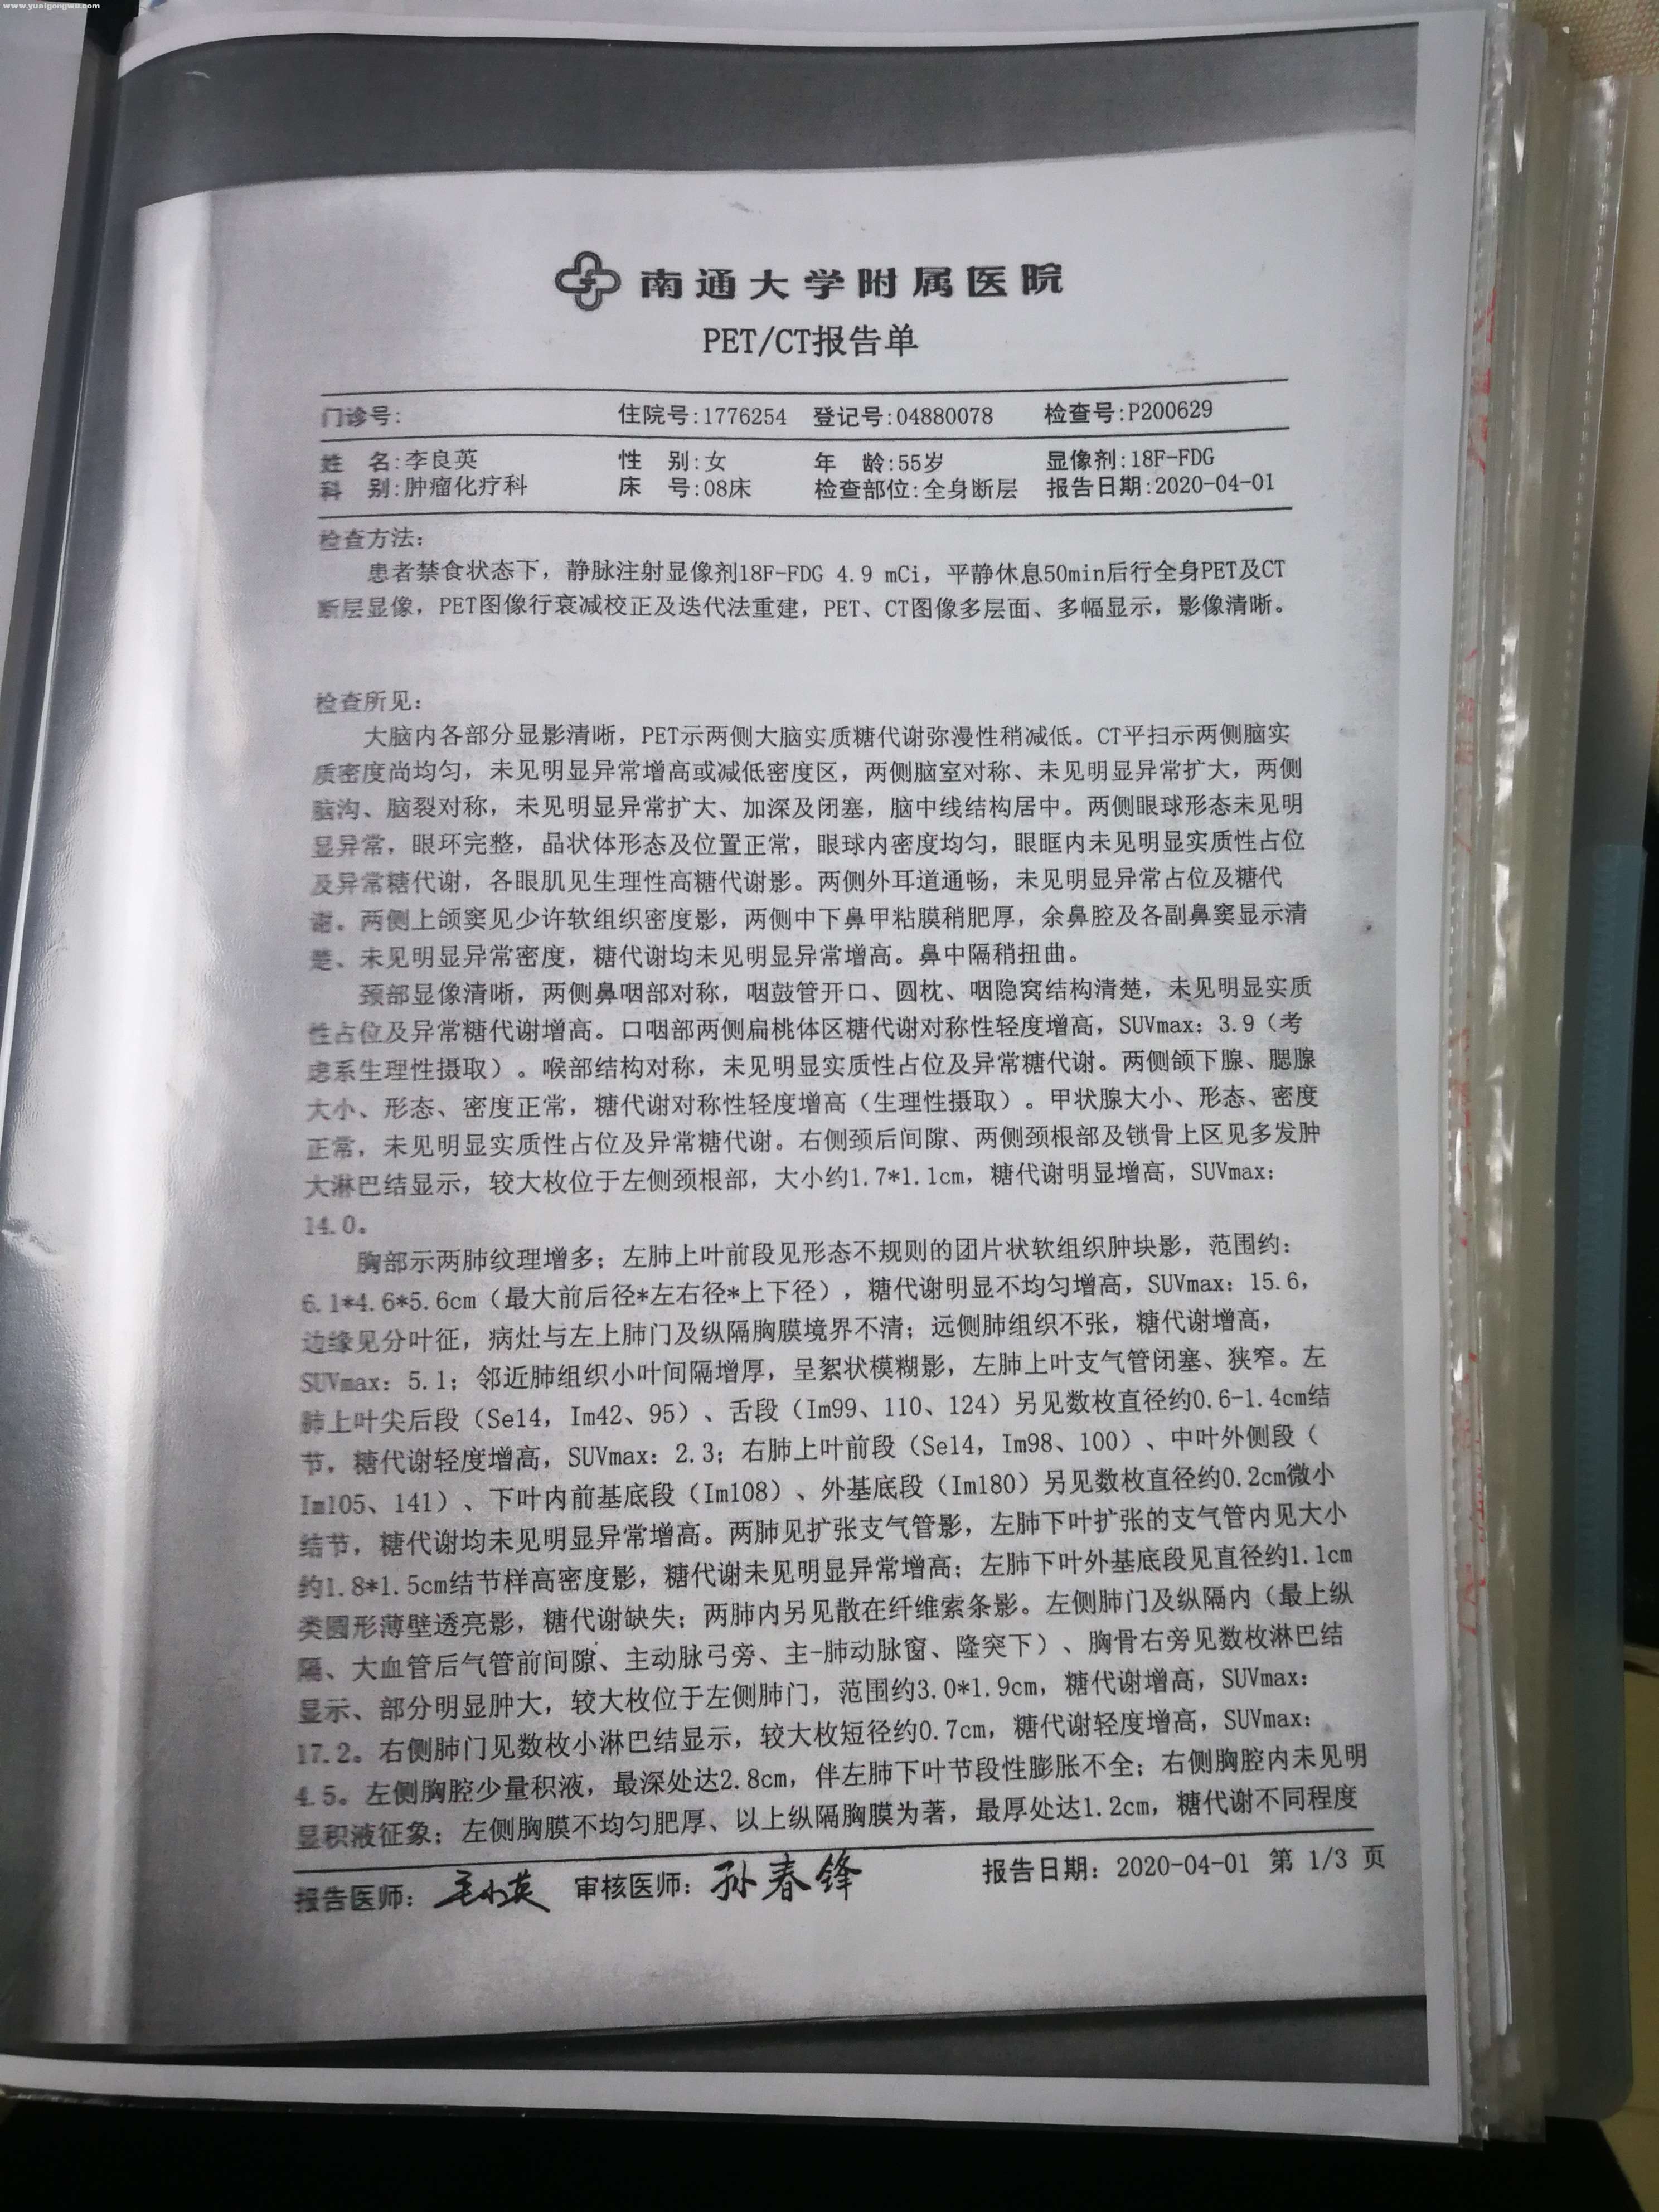 www.yuaigongwu.com
南通大学附属医院
PET/CT报告单
门诊号: 住院号:1776254 登记号:04880078 检查号:P200629
姓 名:李良英 性 别:女 年 龄:55岁 显像剂:18F-FDG
科 别:肿瘤化疗科 床 号:08床 检查部位:全身断层 报告日期:2020-04-01
检查方法:
患者禁食状态下，静脉注射显像剂18F-FDG 4.9 mCi，平静休息50min后行全身PET及CT
断层显像，PET图像行衰减校正及迭代法重建，PET、CT图像多层面、多幅显示，影像清晰。
检查所见:
大脑内各部分显影清晰，PET示两侧大脑实质糖代谢弥漫性稍减低。CT平扫示两侧脑实
质密度尚均匀，未见明显异常增高或减低密度区，两侧脑室对称、未见明显异常扩大，两侧
脑沟、脑裂对称，未见明显异常扩大、加深及闭塞，脑中线结构居中。两侧眼球形态未见明
显异常，眼环完整，晶状体形态及位置正常，眼球内密度均匀，眼眶内未见明显实质性占位
及异常糖代谢，各眼肌见生理性高糖代谢影。两侧外耳道通畅，未见明显异常占位及糖代
谢。两侧上颌窦见少许软组织密度影，两侧中下鼻甲粘膜稍肥厚，余鼻腔及各副鼻窦显示清
楚、未见明显异常密度，糖代谢均未见明显异常增高。鼻中隔稍扭曲。
颈部显像清晰，两侧鼻咽部对称，咽鼓管开口、圆枕、咽隐窝结构清楚，未见明显实质
性占位及异常糖代谢增高。口咽部两侧扁桃体区糖代谢对称性轻度增高，SUVmax: 3.9（考
虑系生理性摄取）。喉部结构对称，未见明显实质性占位及异常糖代谢。两侧颌下腺、腮腺
大小、形态、密度正常，糖代谢对称性轻度增高（生理性摄取）。甲状腺大小、形态、密度
正常，未见明显实质性占位及异常糖代谢。右侧颈后间隙、两侧颈根部及锁骨上区见多发肿
大淋巴结显示，较大枚位于左侧颈根部，大小约1.7*1.1cm，糖代谢明显增高，SUVmax:
14.0。
胸部示两肺纹理增多；左肺上叶前段见形态不规则的团片状软组织肿块影，范围约:
6.1*4.6*5.6cm（最大前后径*左右径*上下径），糖代谢明显不均匀增高，SUVmax: 15.6，
边缘见分叶征，病灶与左上肺门及纵隔胸膜境界不清；远侧肺组织不张，糖代谢增高，
SUVmax: 5.1；邻近肺组织小叶间隔增厚，呈絮状模糊影，左肺上叶支气管闭塞、狭窄。左
肺上叶尖后段（Se14，Im42、95）、舌段（Im99、110、124）另见数枚直径约0.6-1.4cm结
节，糖代谢轻度增高，SUVmax: 2.3；右肺上叶前段（Se14，Im98、100）、中叶外侧段（
Im105、141）、下叶内前基底段（Im108）、外基底段（Im180）另见数枚直径约0.2cm微小
结节，糖代谢均未见明显异常增高。两肺见扩张支气管影，左肺下叶扩张的支气管内见大小
约1.8*1.5cm结节样高密度影，糖代谢未见明显异常增高；左肺下叶外基底段见直径约1.1cm
类圆形薄壁透亮影，糖代谢缺失；两肺内另见散在纤维索条影。左侧肺门及纵隔内（最上纵
隔、大血管后气管前间隙、主动脉弓旁、主-肺动脉窗、隆突下）、胸骨右旁见数枚淋巴结
显示、部分明显肿大，较大枚位于左侧肺门，范围约3.0*1.9cm，糖代谢增高，SUVmax:
17.2。右侧肺门见数枚小淋巴结显示，较大枚短径约0.7cm，糖代谢轻度增高，SUVmax:
4.5。左侧胸腔少量积液，最深处达2.8cm，伴左肺下叶节段性膨胀不全；右侧胸腔内未见明
显积液征象；左侧胸膜不均匀肥厚、以上纵隔胸膜为著，最厚处达1.2cm，糖代谢不同程度
报告医师: 毛小英 审核医师: 孙春锋 报告日期: 2020-04-01 第 1/3 页